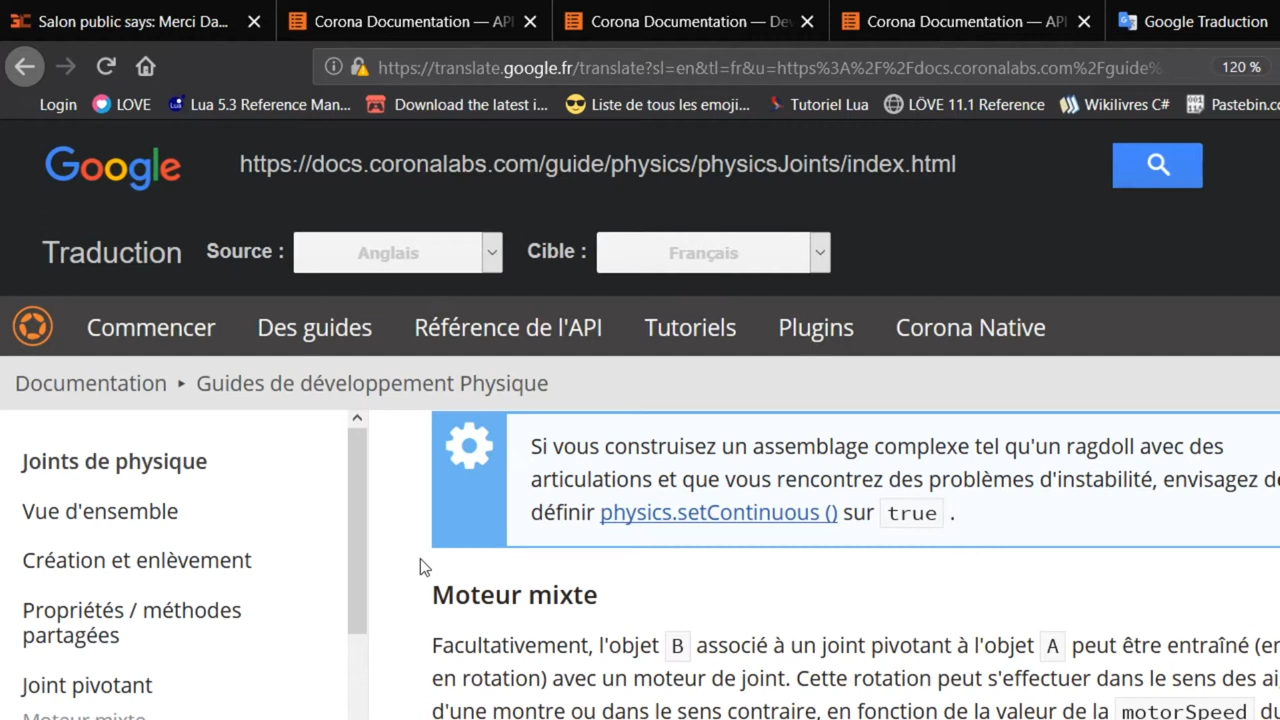 Salon public says: Merci Da...
Corona Documentation — API
Corona Documentation — Dev
Corona Documentation — API
Google Traduction
https://translate.google.fr/translate?sl=en&tl=fr&u=https%3A%2F%2Fdocs.coronalabs.com%2Fguide%
120 %
Login
LOVE
Lua 5.3 Reference Man...
Download the latest i...
Liste de tous les emoji...
Tutoriel Lua
LÖVE 11.1 Reference
Wikilivres C#
Pastebin.co
Google
https://docs.coronalabs.com/guide/physics/physicsJoints/index.html
Traduction
Source :
Anglais
Cible :
Français
Commencer
Des guides
Référence de l'API
Tutoriels
Plugins
Corona Native
Documentation ▸ Guides de développement Physique
Joints de physique
Vue d'ensemble
Création et enlèvement
Propriétés / méthodes
partagées
Joint pivotant
Moteur mixte
Si vous construisez un assemblage complexe tel qu'un ragdoll avec des
articulations et que vous rencontrez des problèmes d'instabilité, envisagez de
définir physics.setContinuous () sur true .
Moteur mixte
Facultativement, l'objet B associé à un joint pivotant à l'objet A peut être entraîné (en
en rotation) avec un moteur de joint. Cette rotation peut s'effectuer dans le sens des ai
d'une montre ou dans le sens contraire, en fonction de la valeur de la motorSpeed du